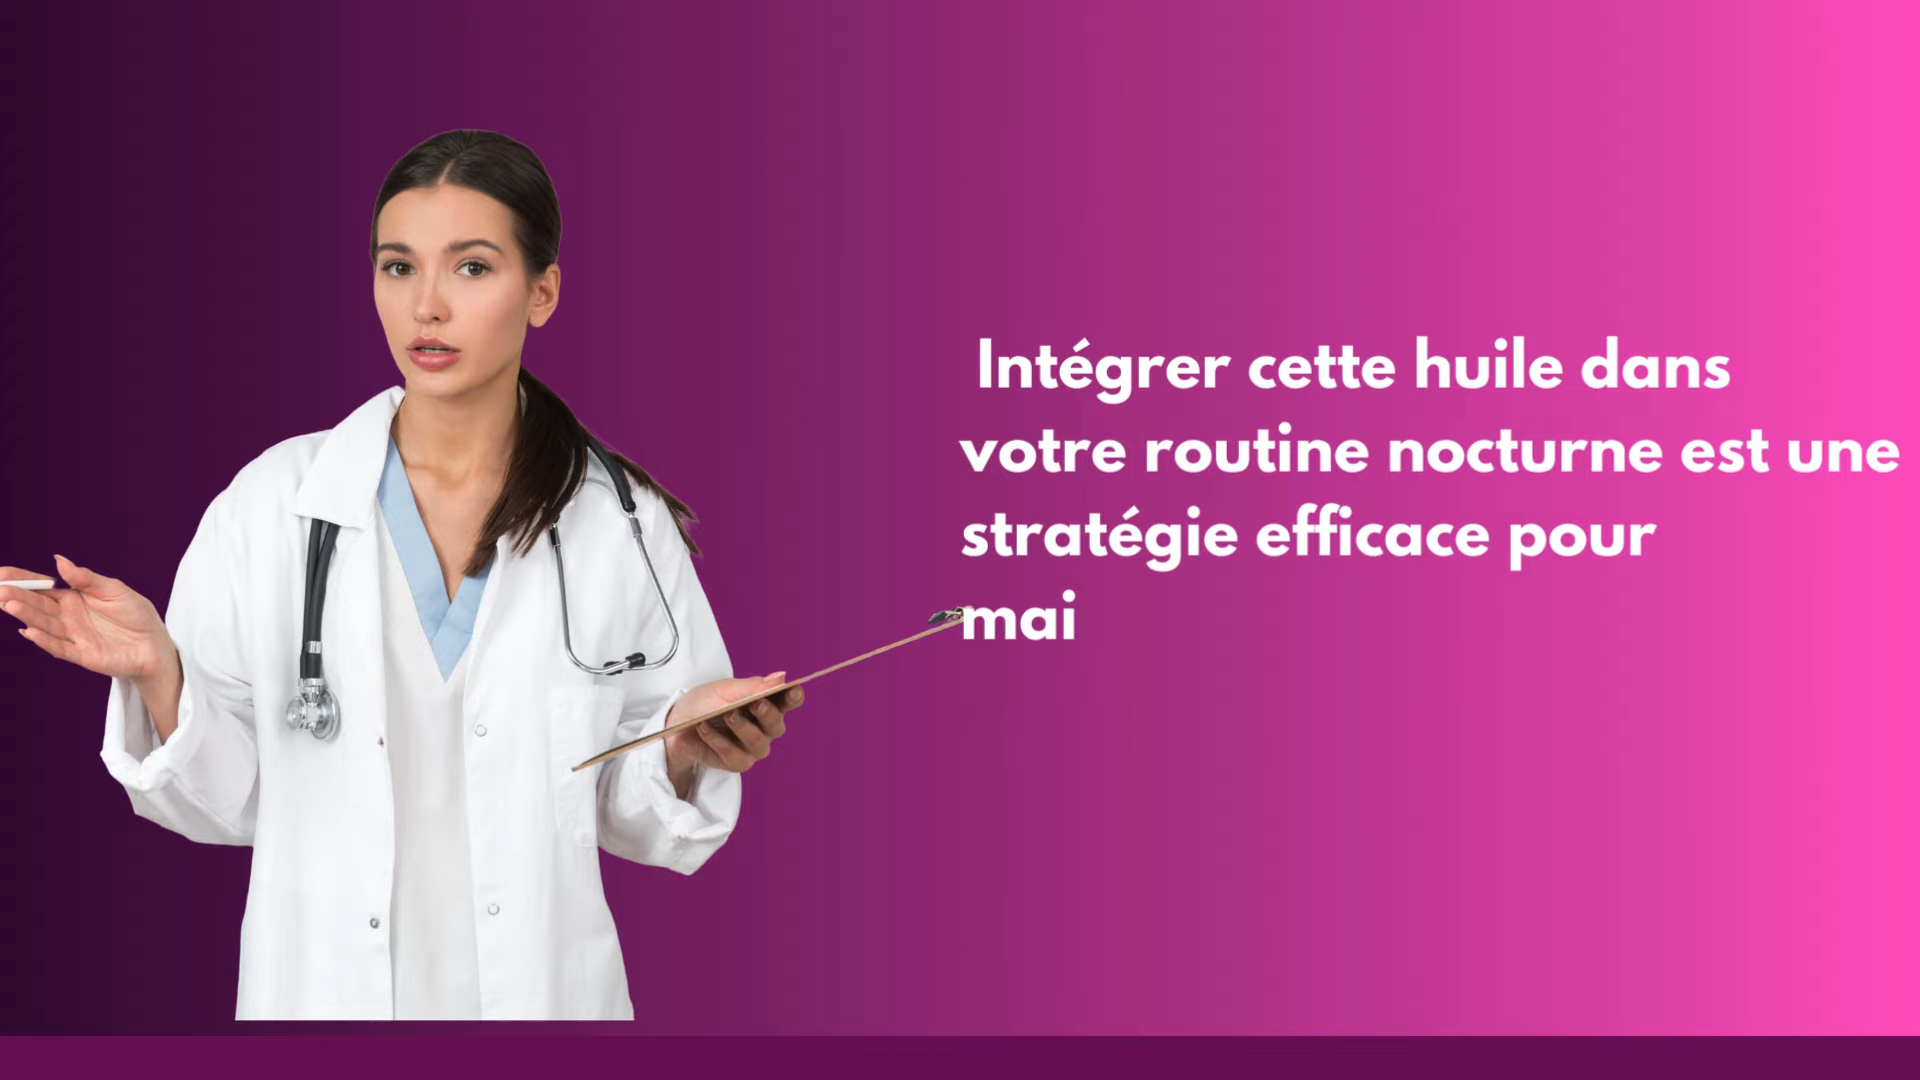 Intégrer cette huile dans
votre routine nocturne est une
stratégie efficace pour
mai